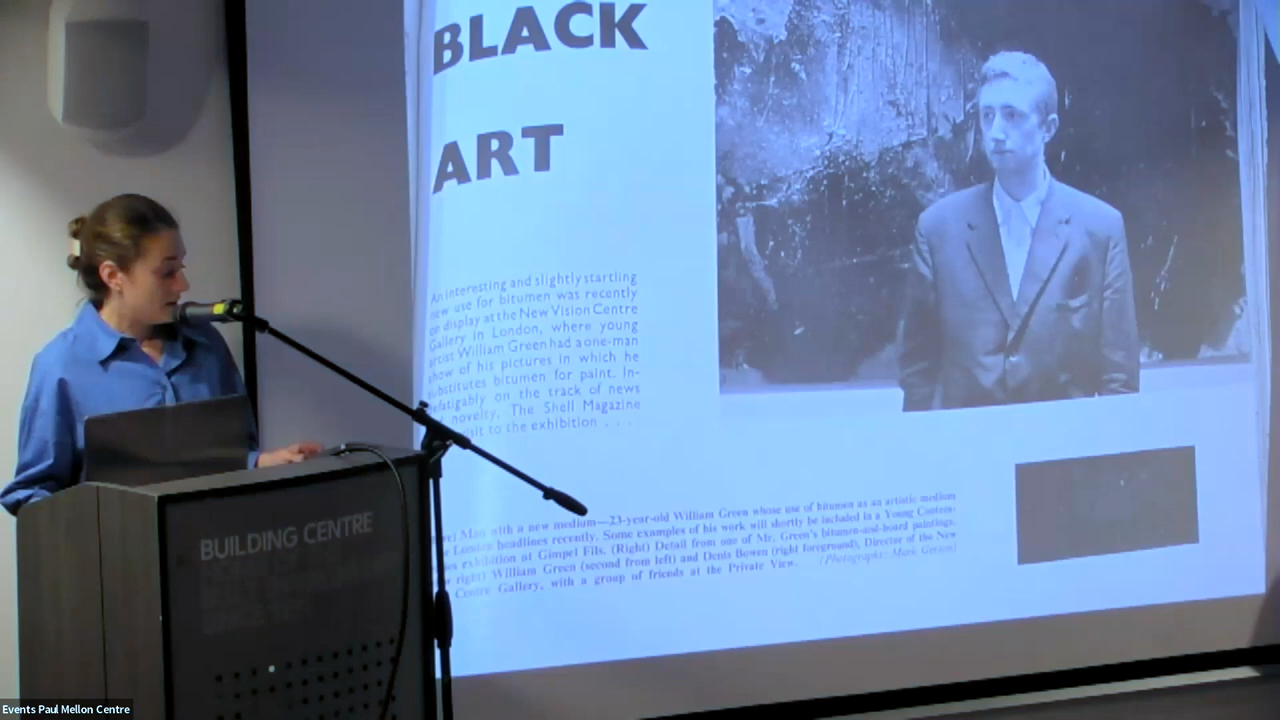 BLACK
ART
An interesting and slightly startling
new use for bitumen was recently
on display at the New Vision Centre
Gallery in London, where young
artist William Green had a one-man
show of his pictures in which he
substitutes bitumen for paint. In-
defatigably on the track of news
novelty. The Shell Magazine
visit to the exhibition . . .
Man with a new medium—23-year-old William Green whose use of bitumen as an artistic medium
London headlines recently. Some examples of his work will shortly be included in a Young Contem-
exhibition at Gimpel Fils. (Right) Detail from one of Mr. Green's bitumen-and-board paintings.
right) William Green (second from left) and Denis Bowen (right foreground), Director of the New
Centre Gallery, with a group of friends at the Private View. (Photographs: Mark Gerson)
BUILDING CENTRE
Events Paul Mellon Centre